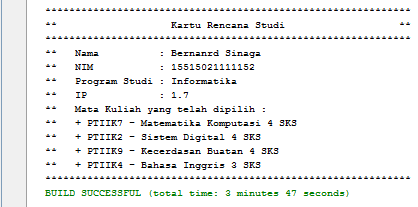 ************************************************************
**                   Kartu Rencana Studi                   **
************************************************************
**   Nama          : Bernanrd Sinaga
**   NIM           : 15515021111152
**   Program Studi : Informatika
**   IP            : 1.7
**   Mata Kuliah yang telah dipilih :
**   + PTIIK7 - Matematika Komputasi 4 SKS
**   + PTIIK2 - Sistem Digital 4 SKS
**   + PTIIK9 - Kecerdasan Buatan 4 SKS
**   + PTIIK4 - Bahasa Inggris 3 SKS
************************************************************
BUILD SUCCESSFUL (total time: 3 minutes 47 seconds)